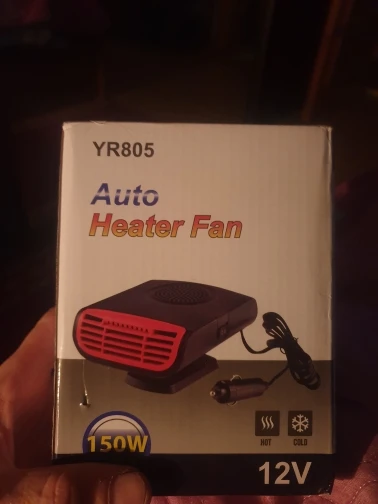 YR805
Auto
Heater Fan
150W
HOT
COLD
12V